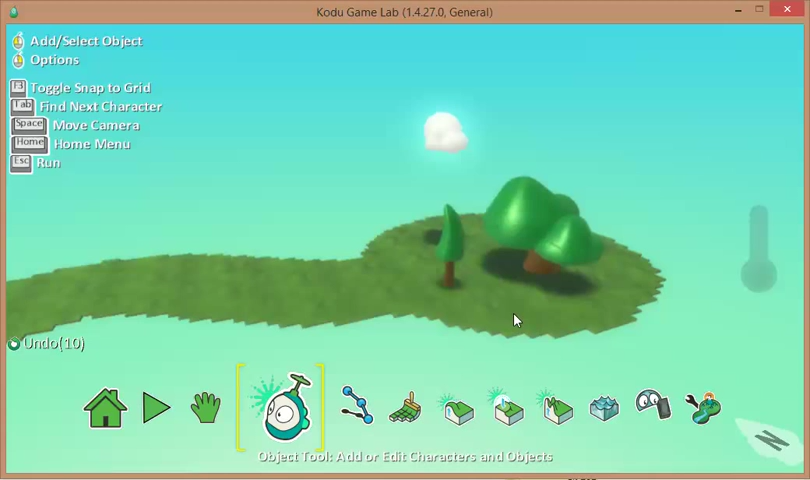 Kodu Game Lab (1.4.27.0, General)
Add/Select Object
Options
F3 Toggle Snap to Grid
Tab Find Next Character
Space Move Camera
Home Home Menu
Esc Run
Undo(10)
Object Tool: Add or Edit Characters and Objects
N